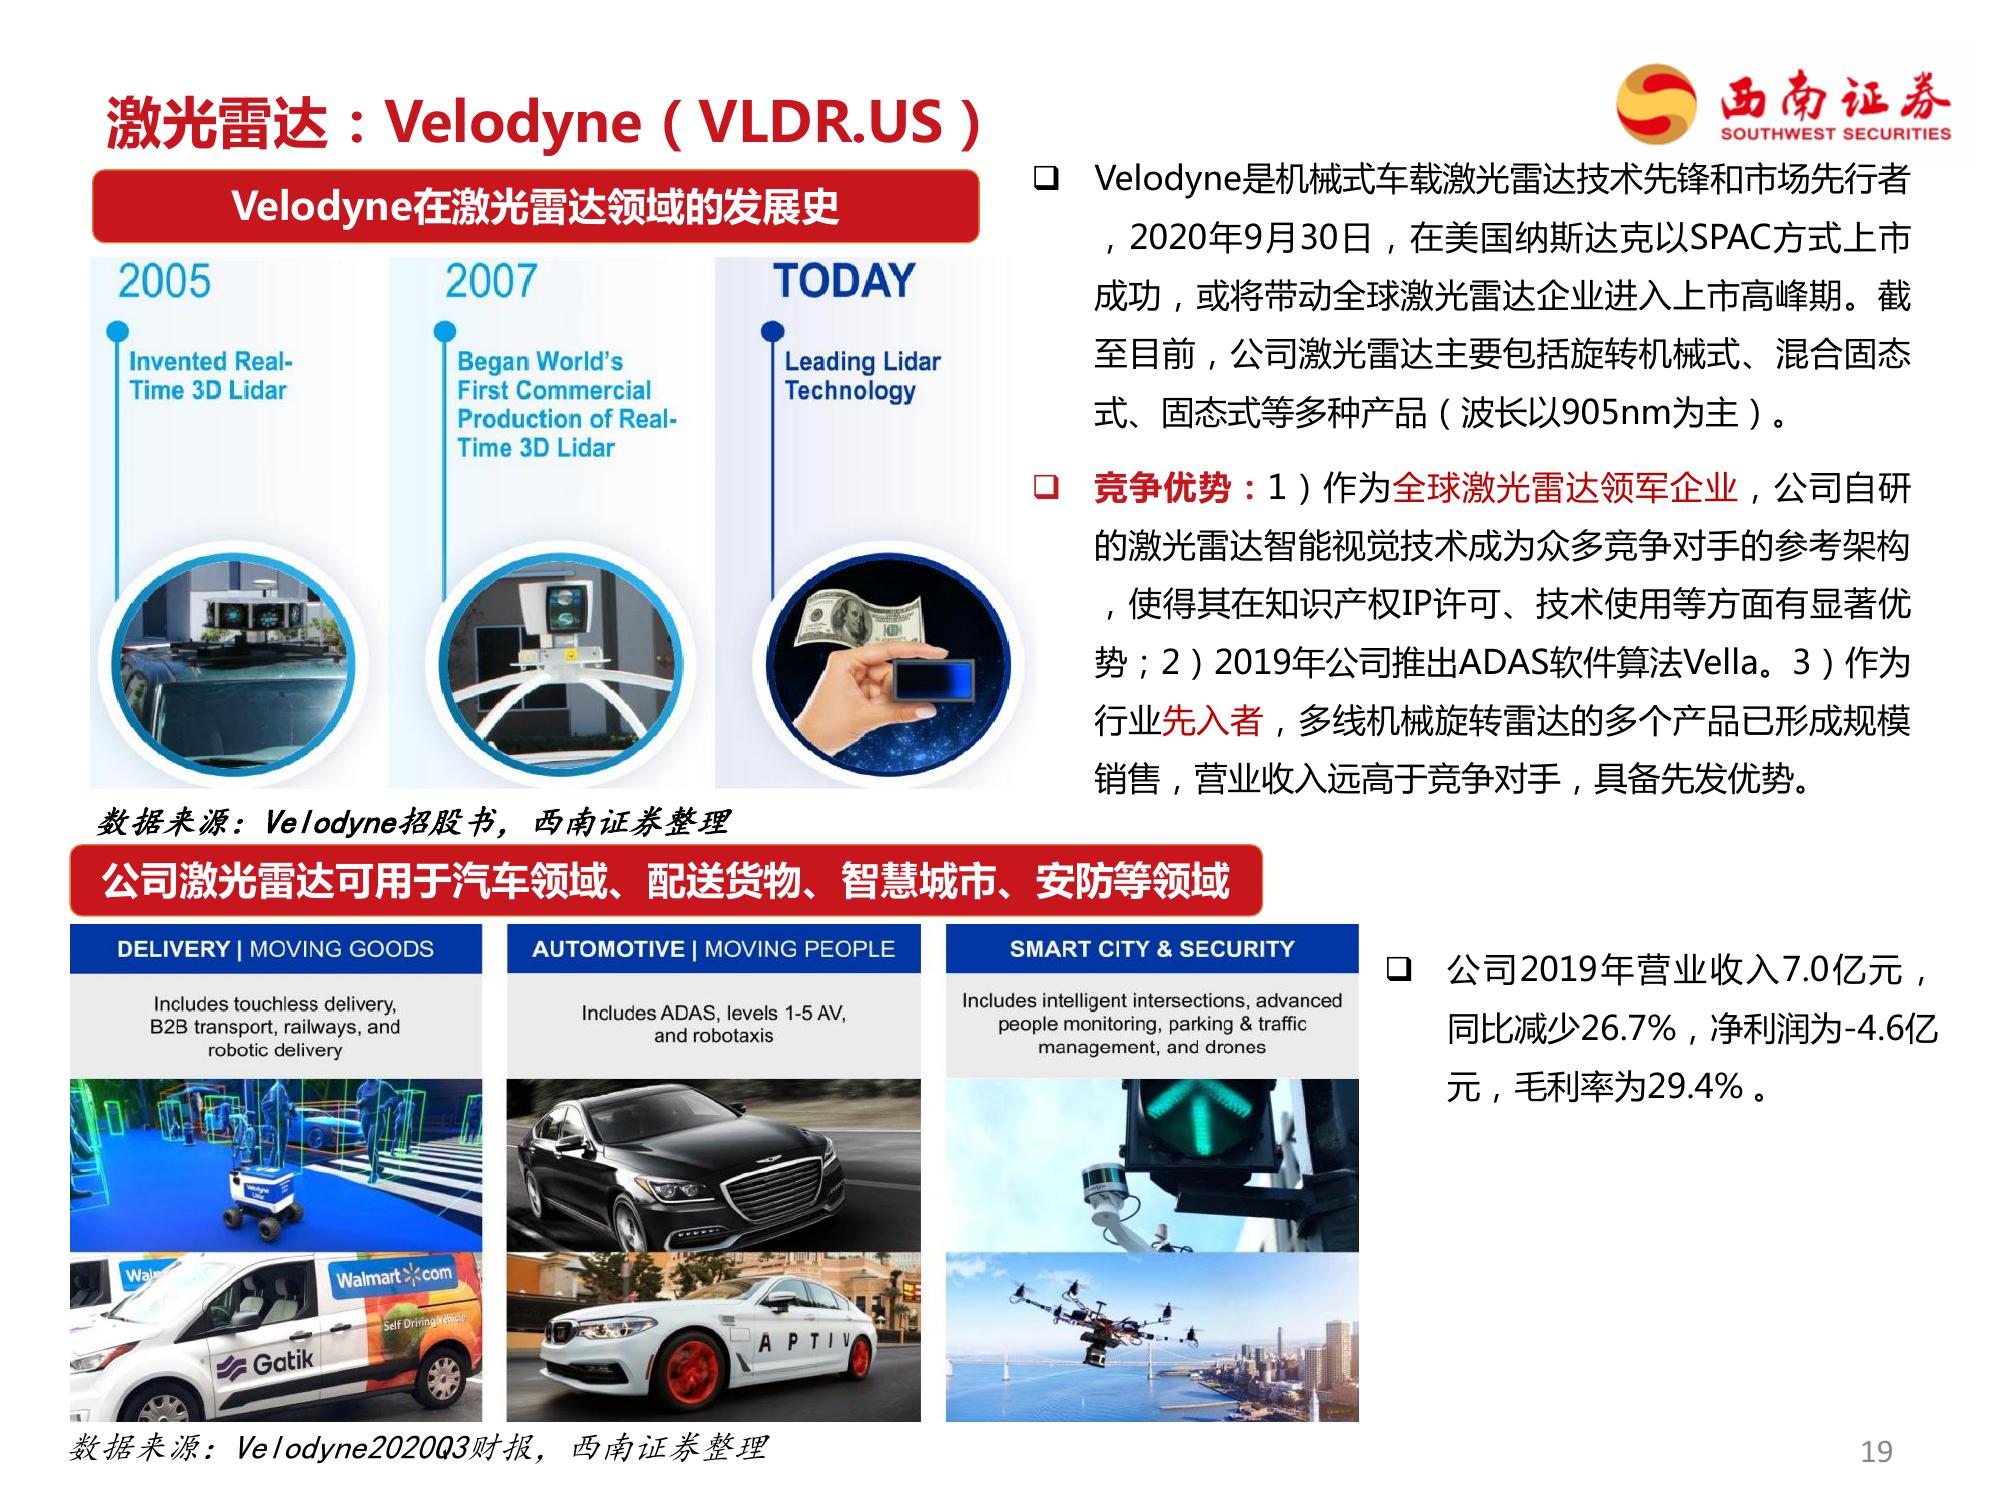 激光雷达：Velodyne（VLDR.US）
西南证券
SOUTHWEST SECURITIES
Velodyne在激光雷达领域的发展史
2005
Invented Real-
Time 3D Lidar
2007
Began World's
First Commercial
Production of Real-
Time 3D Lidar
TODAY
Leading Lidar
Technology
数据来源：Velodyne招股书，西南证券整理
Velodyne是机械式车载激光雷达技术先锋和市场先行者
，2020年9月30日，在美国纳斯达克以SPAC方式上市
成功，或将带动全球激光雷达企业进入上市高峰期。截
至目前，公司激光雷达主要包括旋转机械式、混合固态
式、固态式等多种产品（波长以905nm为主）。
竞争优势：1）作为全球激光雷达领军企业，公司自研
的激光雷达智能视觉技术成为众多竞争对手的参考架构
，使得其在知识产权IP许可、技术使用等方面有显著优
势；2）2019年公司推出ADAS软件算法Vella。3）作为
行业先入者，多线机械旋转雷达的多个产品已形成规模
销售，营业收入远高于竞争对手，具备先发优势。
公司激光雷达可用于汽车领域、配送货物、智慧城市、安防等领域
DELIVERY | MOVING GOODS
Includes touchless delivery,
B2B transport, railways, and
robotic delivery
Velodyne
Lidar
Walmart com
Self Driving Vehicle
Gatik
AUTOMOTIVE | MOVING PEOPLE
Includes ADAS, levels 1-5 AV,
and robotaxis
APTIV
SMART CITY & SECURITY
Includes intelligent intersections, advanced
people monitoring, parking & traffic
management, and drones
公司2019年营业收入7.0亿元，
同比减少26.7%，净利润为-4.6亿
元，毛利率为29.4% 。
数据来源：Velodyne2020Q3财报，西南证券整理
19